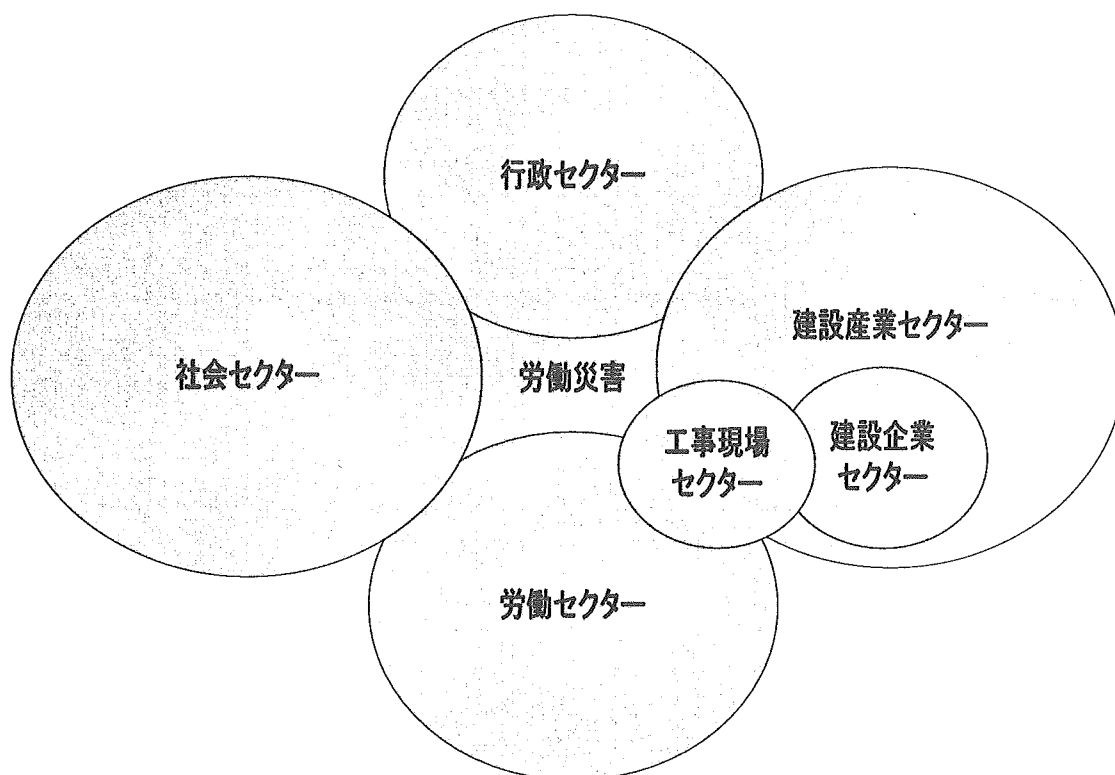 行政セクター
建設産業セクター
社会セクター
労働災害
工事現場
セクター
建設企業
セクター
労働セクター